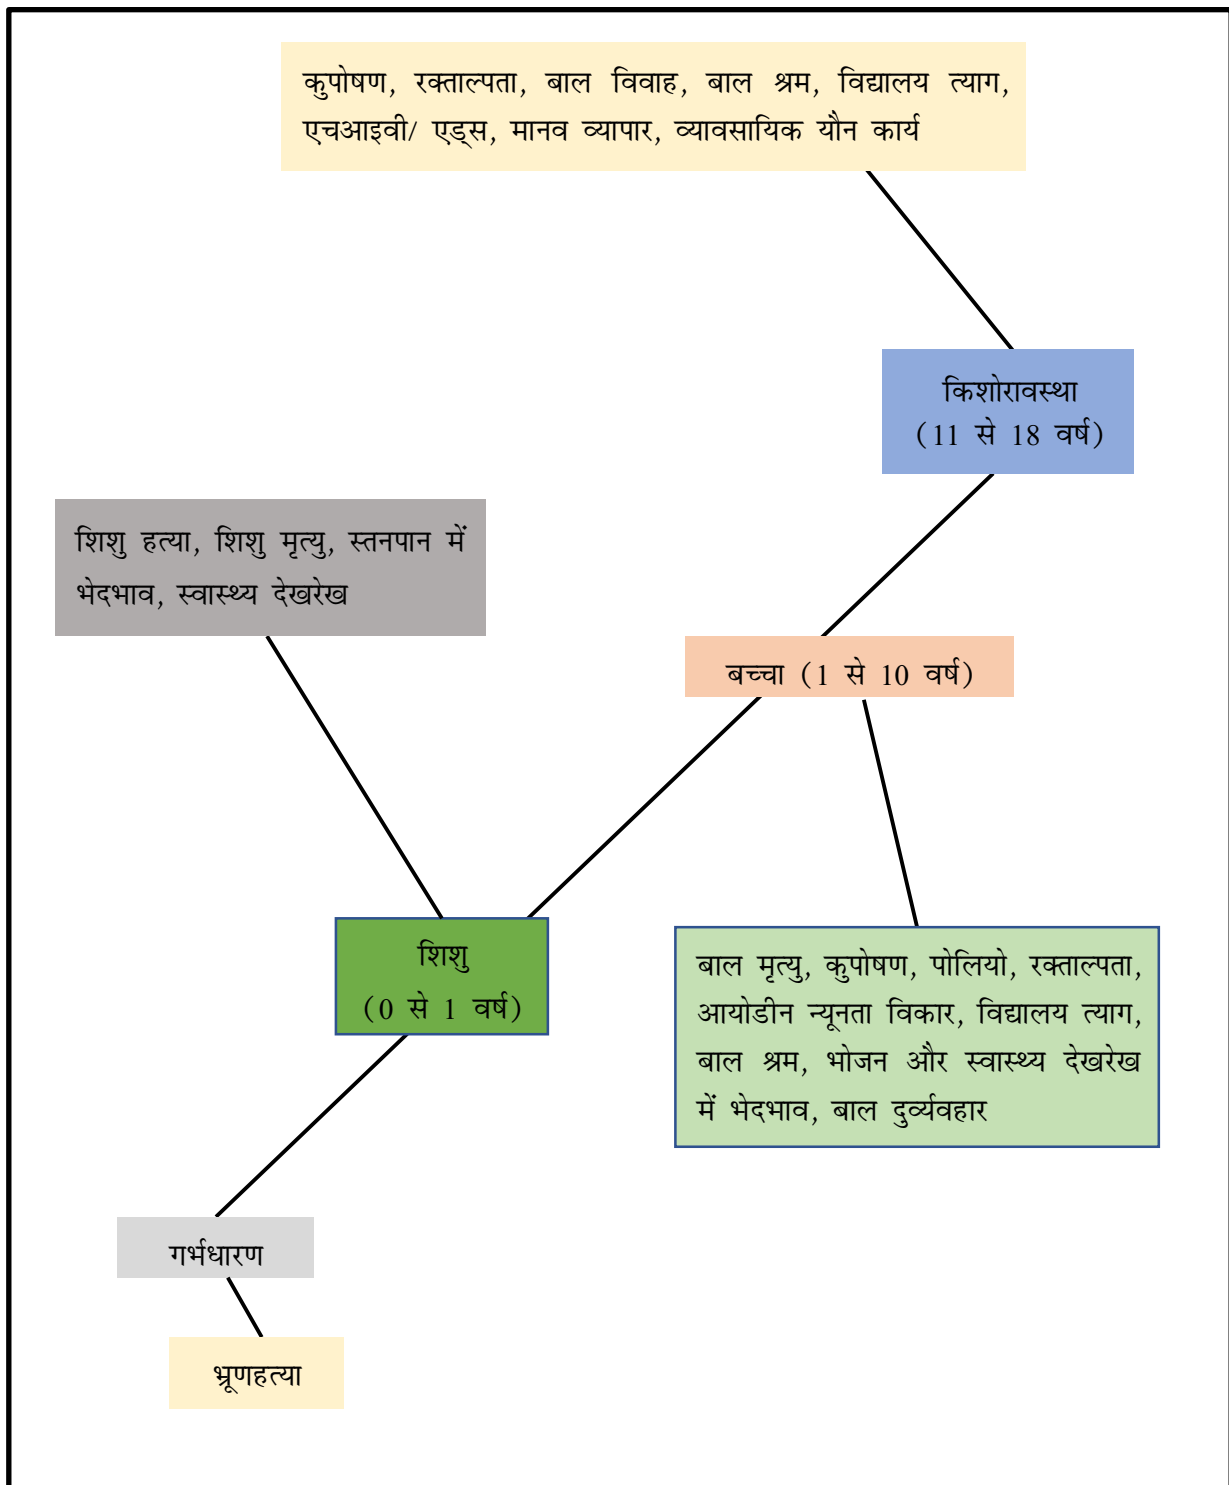 कुपोषण, रक्ताल्पता, बाल विवाह, बाल श्रम, विद्यालय त्याग,
एचआइवी/ एड्स, मानव व्यापार, व्यावसायिक यौन कार्य
किशोरावस्था
(11 से 18 वर्ष)
शिशु हत्या, शिशु मृत्यु, स्तनपान में
भेदभाव, स्वास्थ्य देखरेख
बच्चा (1 से 10 वर्ष)
शिशु
(0 से 1 वर्ष)
बाल मृत्यु, कुपोषण, पोलियो, रक्ताल्पता,
आयोडीन न्यूनता विकार, विद्यालय त्याग,
बाल श्रम, भोजन और स्वास्थ्य देखरेख
में भेदभाव, बाल दुर्व्यवहार
गर्भधारण
भ्रूणहत्या